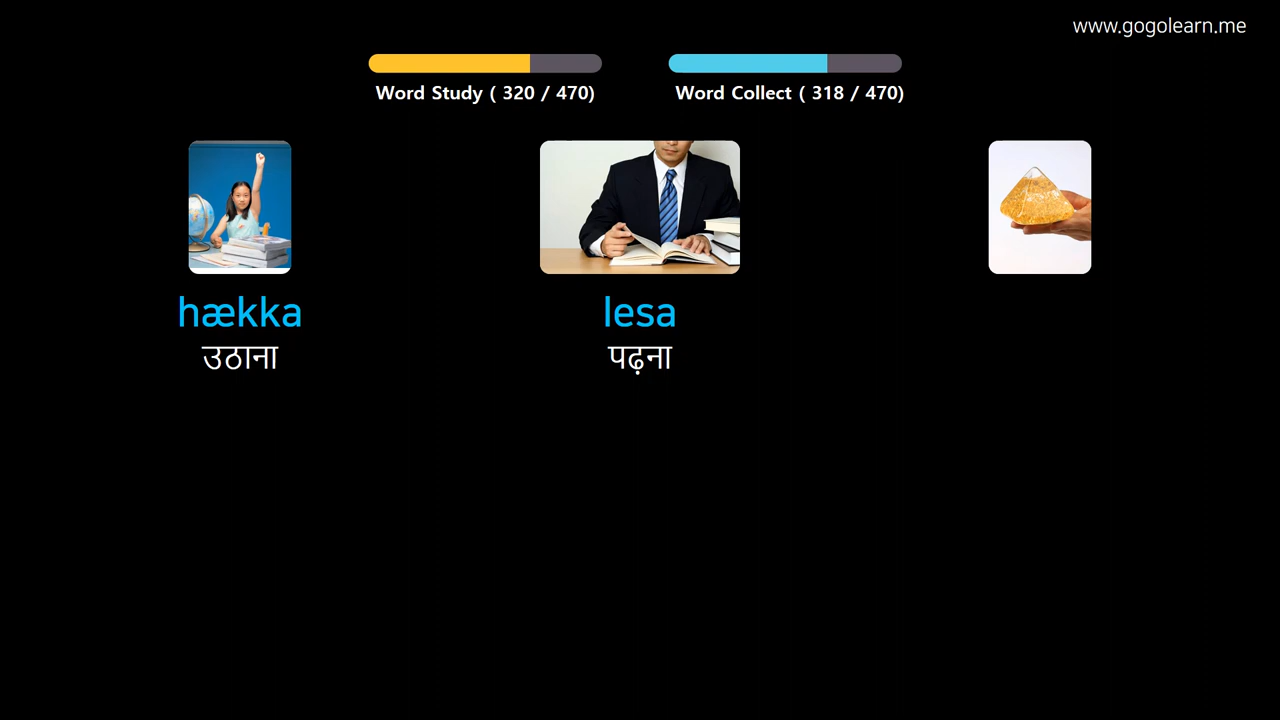 www.gogolearn.me
Word Study ( 320 / 470)
Word Collect ( 318 / 470)
hækka
उठाना
lesa
पढ़ना